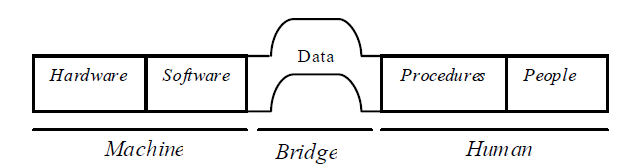 Data
Hardware Software Procedures People
Machine Bridge Human